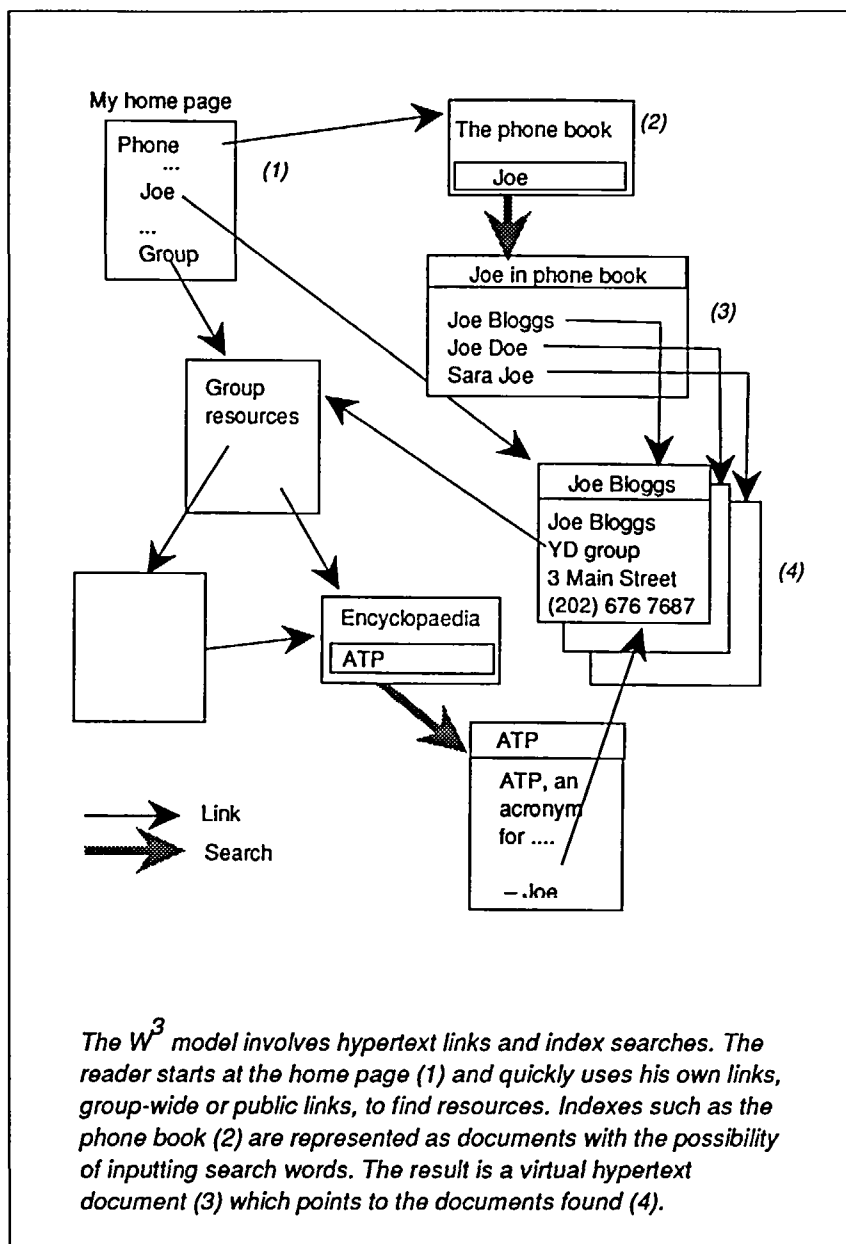 My home page
Phone
...
Joe
...
Group
(1)
The phone book
Joe
(2)
Joe in phone book
Joe Bloggs
Joe Doe
Sara Joe
(3)
Group
resources
Joe Bloggs
Joe Bloggs
YD group
3 Main Street
(202) 676 7687
(4)
Encyclopaedia
ATP
ATP
ATP, an
acronym
for ....
– Joe
Link
Search
The W³ model involves hypertext links and index searches. The
reader starts at the home page (1) and quickly uses his own links,
group-wide or public links, to find resources. Indexes such as the
phone book (2) are represented as documents with the possibility
of inputting search words. The result is a virtual hypertext
document (3) which points to the documents found (4).